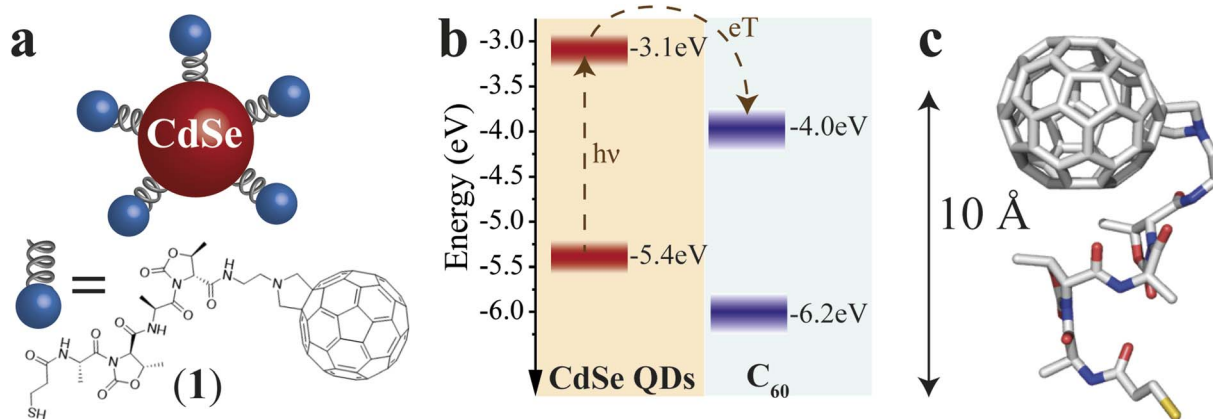 a
CdSe
=
(1)
O
O
O
N
H
N
N
O
O
HN
O
N
O
O
O
O
H
N
O
SH
b
Energy (eV)
-3.0
-3.5
-4.0
-4.5
-5.0
-5.5
-6.0
-3.1eV
-5.4eV
hν
eT
-4.0eV
-6.2eV
CdSe QDs
C60
c
10 Å